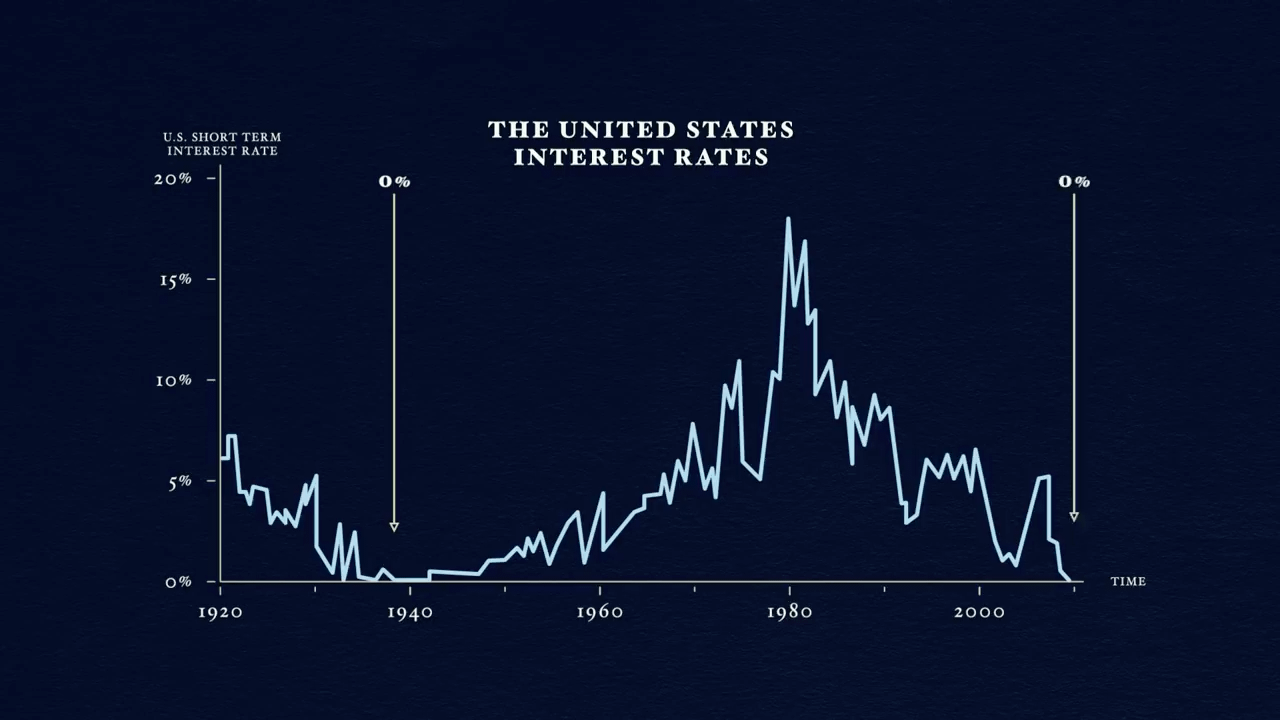 THE UNITED STATES
INTEREST RATES
U.S. SHORT TERM
INTEREST RATE
20%
15%
10%
5%
0%
0%
0%
1920
1940
1960
1980
2000
TIME